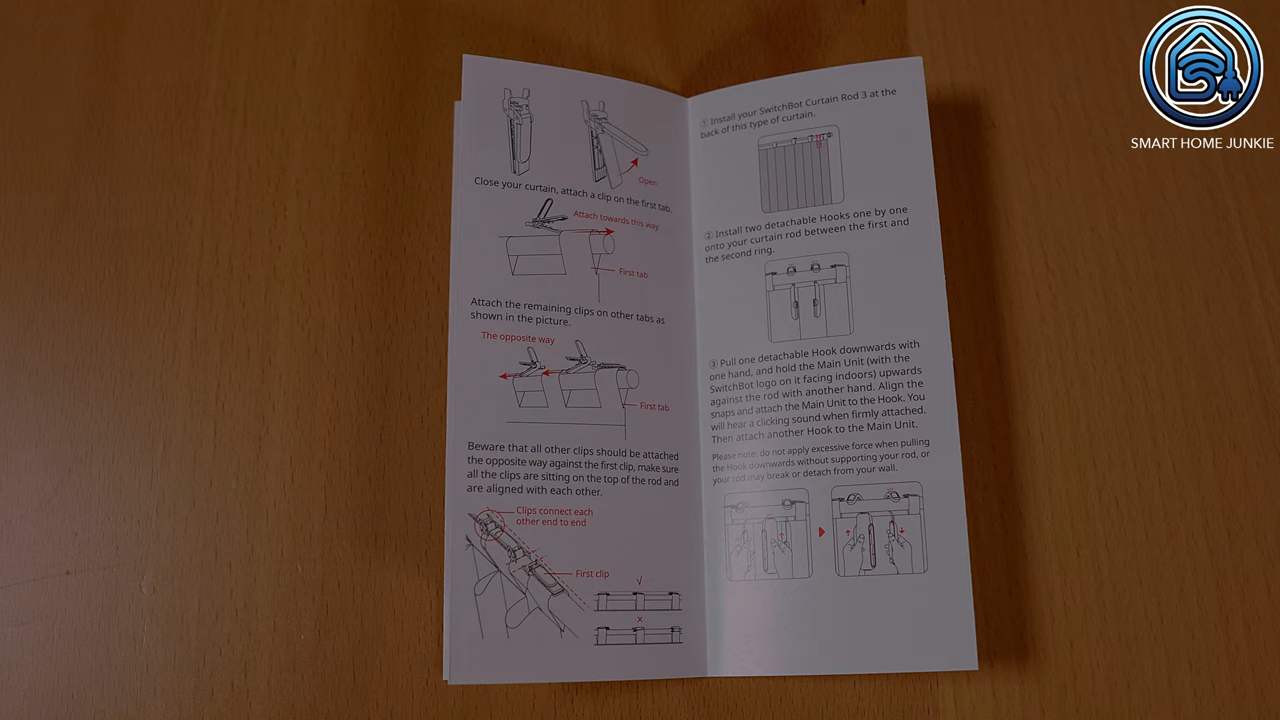 Open
Close your curtain, attach a clip on the first tab.
Attach towards this way
First tab
Attach the remaining clips on other tabs as
shown in the picture.
The opposite way
First tab
Beware that all other clips should be attached
the opposite way against the first clip, make sure
all the clips are sitting on the top of the rod and
are aligned with each other.
Clips connect each
other end to end
First clip
√
×
① Install your SwitchBot Curtain Rod 3 at the
back of this type of curtain.
② Install two detachable Hooks one by one
onto your curtain rod between the first and
the second ring.
③ Pull one detachable Hook downwards with
one hand, and hold the Main Unit (with the
SwitchBot logo on it facing indoors) upwards
against the rod with another hand. Align the
snaps and attach the Main Unit to the Hook. You
will hear a clicking sound when firmly attached.
Then attach another Hook to the Main Unit.
Please note: do not apply excessive force when pulling
the Hook downwards without supporting your rod, or
your rod may break or detach from your wall.
SMART HOME JUNKIE